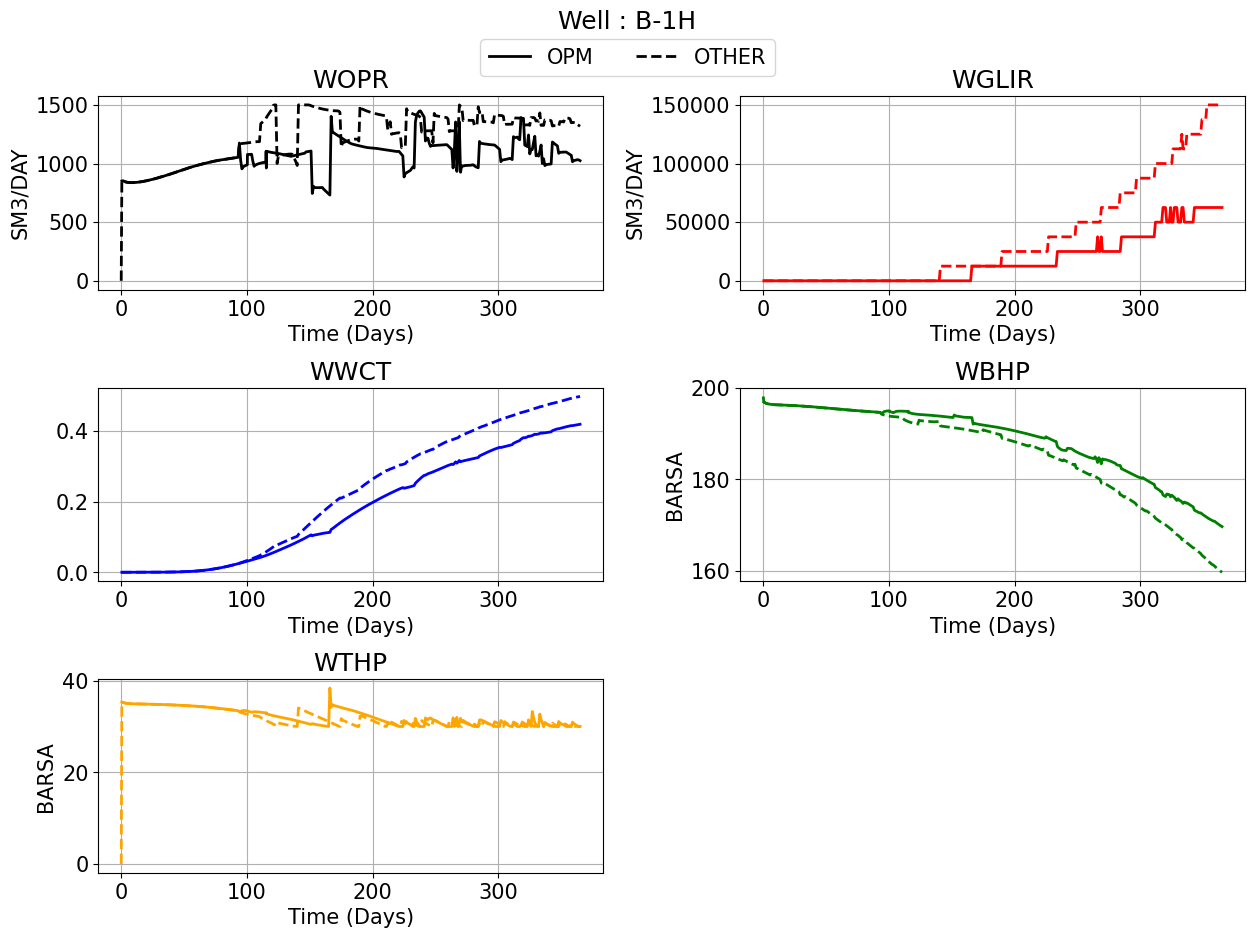 Well : B-1H
OPM OTHER
WOPR
SM3/DAY
1500
1000
500
0
0 100 200 300
Time (Days)
WGLIR
SM3/DAY
150000
100000
50000
0
0 100 200 300
Time (Days)
WWCT
0.4
0.2
0.0
0 100 200 300
Time (Days)
WBHP
BARSA
200
180
160
0 100 200 300
Time (Days)
WTHP
BARSA
40
20
0
0 100 200 300
Time (Days)